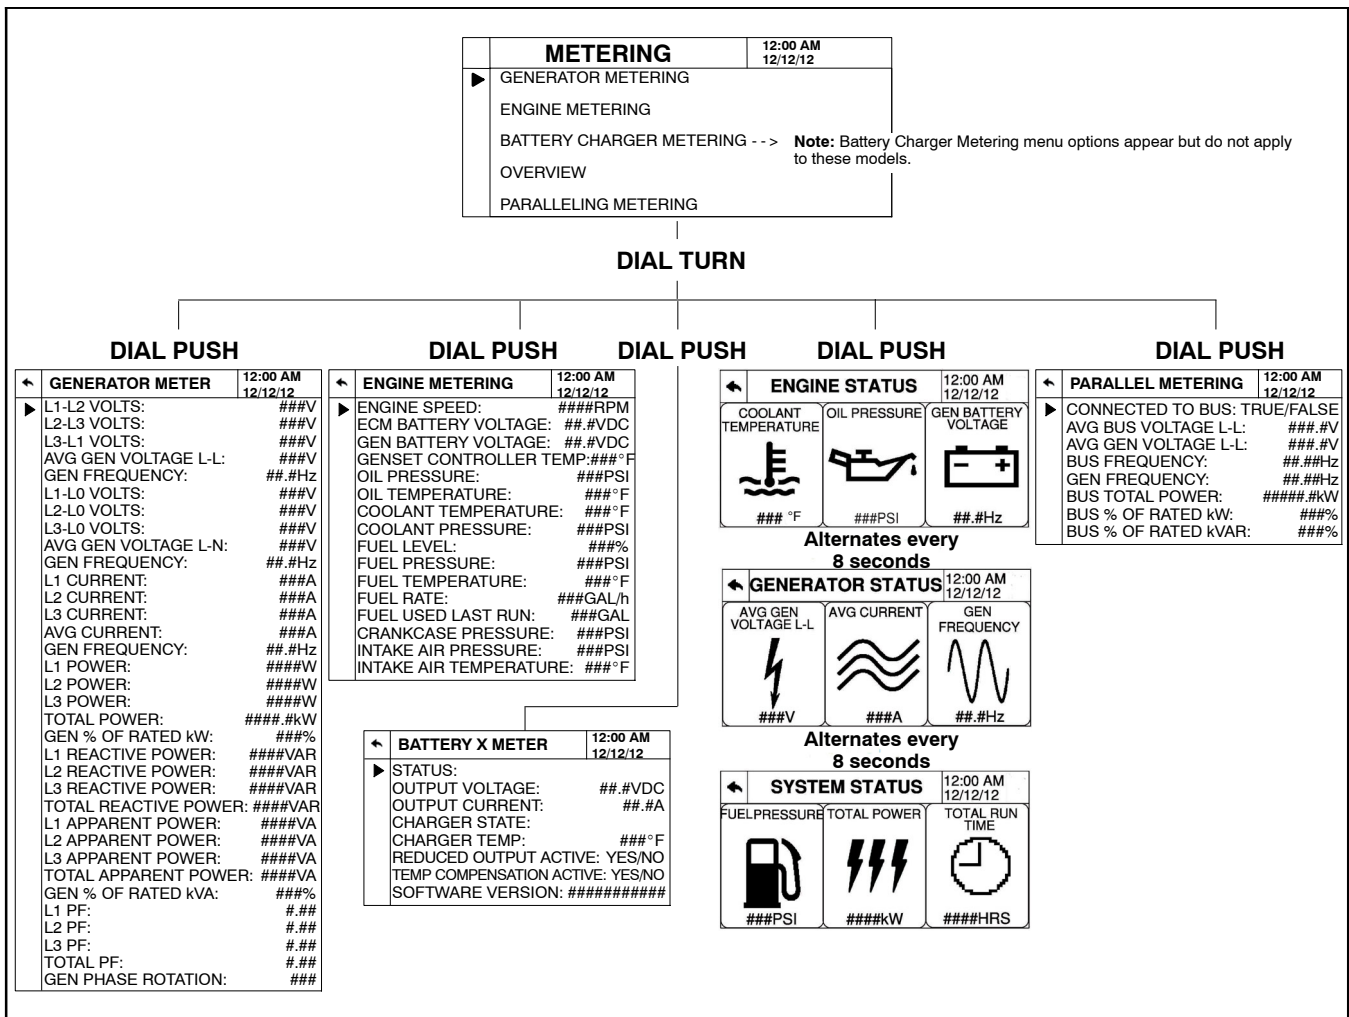 METERING
12:00 AM
12/12/12
GENERATOR METERING
ENGINE METERING
BATTERY CHARGER METERING - - >
Note: Battery Charger Metering menu options appear but do not apply
to these models.
OVERVIEW
PARALLELING METERING
DIAL TURN
DIAL PUSH
DIAL PUSH
DIAL PUSH
DIAL PUSH
DIAL PUSH
GENERATOR METER
12:00 AM
12/12/12
L1-L2 VOLTS: ###V
L2-L3 VOLTS: ###V
L3-L1 VOLTS: ###V
AVG GEN VOLTAGE L-L: ###V
GEN FREQUENCY: ##.#Hz
L1-L0 VOLTS: ###V
L2-L0 VOLTS: ###V
L3-L0 VOLTS: ###V
AVG GEN VOLTAGE L-N: ###V
GEN FREQUENCY: ##.#Hz
L1 CURRENT: ###A
L2 CURRENT: ###A
L3 CURRENT: ###A
AVG CURRENT: ###A
GEN FREQUENCY: ##.#Hz
L1 POWER: ####W
L2 POWER: ####W
L3 POWER: ####W
TOTAL POWER: ####.#kW
GEN % OF RATED kW: ###%
L1 REACTIVE POWER: ####VAR
L2 REACTIVE POWER: ####VAR
L3 REACTIVE POWER: ####VAR
TOTAL REACTIVE POWER: ####VAR
L1 APPARENT POWER: ####VA
L2 APPARENT POWER: ####VA
L3 APPARENT POWER: ####VA
TOTAL APPARENT POWER: ####VA
GEN % OF RATED kVA: ###%
L1 PF: #.##
L2 PF: #.##
L3 PF: #.##
TOTAL PF: #.##
GEN PHASE ROTATION: ###
ENGINE METERING
12:00 AM
12/12/12
ENGINE SPEED: ####RPM
ECM BATTERY VOLTAGE: ##.#VDC
GEN BATTERY VOLTAGE: ##.#VDC
GENSET CONTROLLER TEMP:###°F
OIL PRESSURE: ###PSI
OIL TEMPERATURE: ###°F
COOLANT TEMPERATURE: ###°F
COOLANT PRESSURE: ###PSI
FUEL LEVEL: ###%
FUEL PRESSURE: ###PSI
FUEL TEMPERATURE: ###°F
FUEL RATE: ###GAL/h
FUEL USED LAST RUN: ###GAL
CRANKCASE PRESSURE: ###PSI
INTAKE AIR PRESSURE: ###PSI
INTAKE AIR TEMPERATURE: ###°F
BATTERY X METER
12:00 AM
12/12/12
STATUS:
OUTPUT VOLTAGE: ##.#VDC
OUTPUT CURRENT: ##.#A
CHARGER STATE:
CHARGER TEMP: ###°F
REDUCED OUTPUT ACTIVE: YES/NO
TEMP COMPENSATION ACTIVE: YES/NO
SOFTWARE VERSION: ###########
ENGINE STATUS
12:00 AM
12/12/12
COOLANT
TEMPERATURE
### °F
OIL PRESSURE
###PSI
GEN BATTERY
VOLTAGE
##.#Hz
Alternates every
8 seconds
GENERATOR STATUS
12:00 AM
12/12/12
AVG GEN
VOLTAGE L-L
###V
AVG CURRENT
###A
GEN
FREQUENCY
##.#Hz
Alternates every
8 seconds
SYSTEM STATUS
12:00 AM
12/12/12
FUELPRESSURE
###PSI
TOTAL POWER
####kW
TOTAL RUN
TIME
####HRS
PARALLEL METERING
12:00 AM
12/12/12
CONNECTED TO BUS: TRUE/FALSE
AVG BUS VOLTAGE L-L: ###.#V
AVG GEN VOLTAGE L-L: ###.#V
BUS FREQUENCY: ##.##Hz
GEN FREQUENCY: ##.##Hz
BUS TOTAL POWER: #####.#kW
BUS % OF RATED kW: ###%
BUS % OF RATED kVAR: ###%